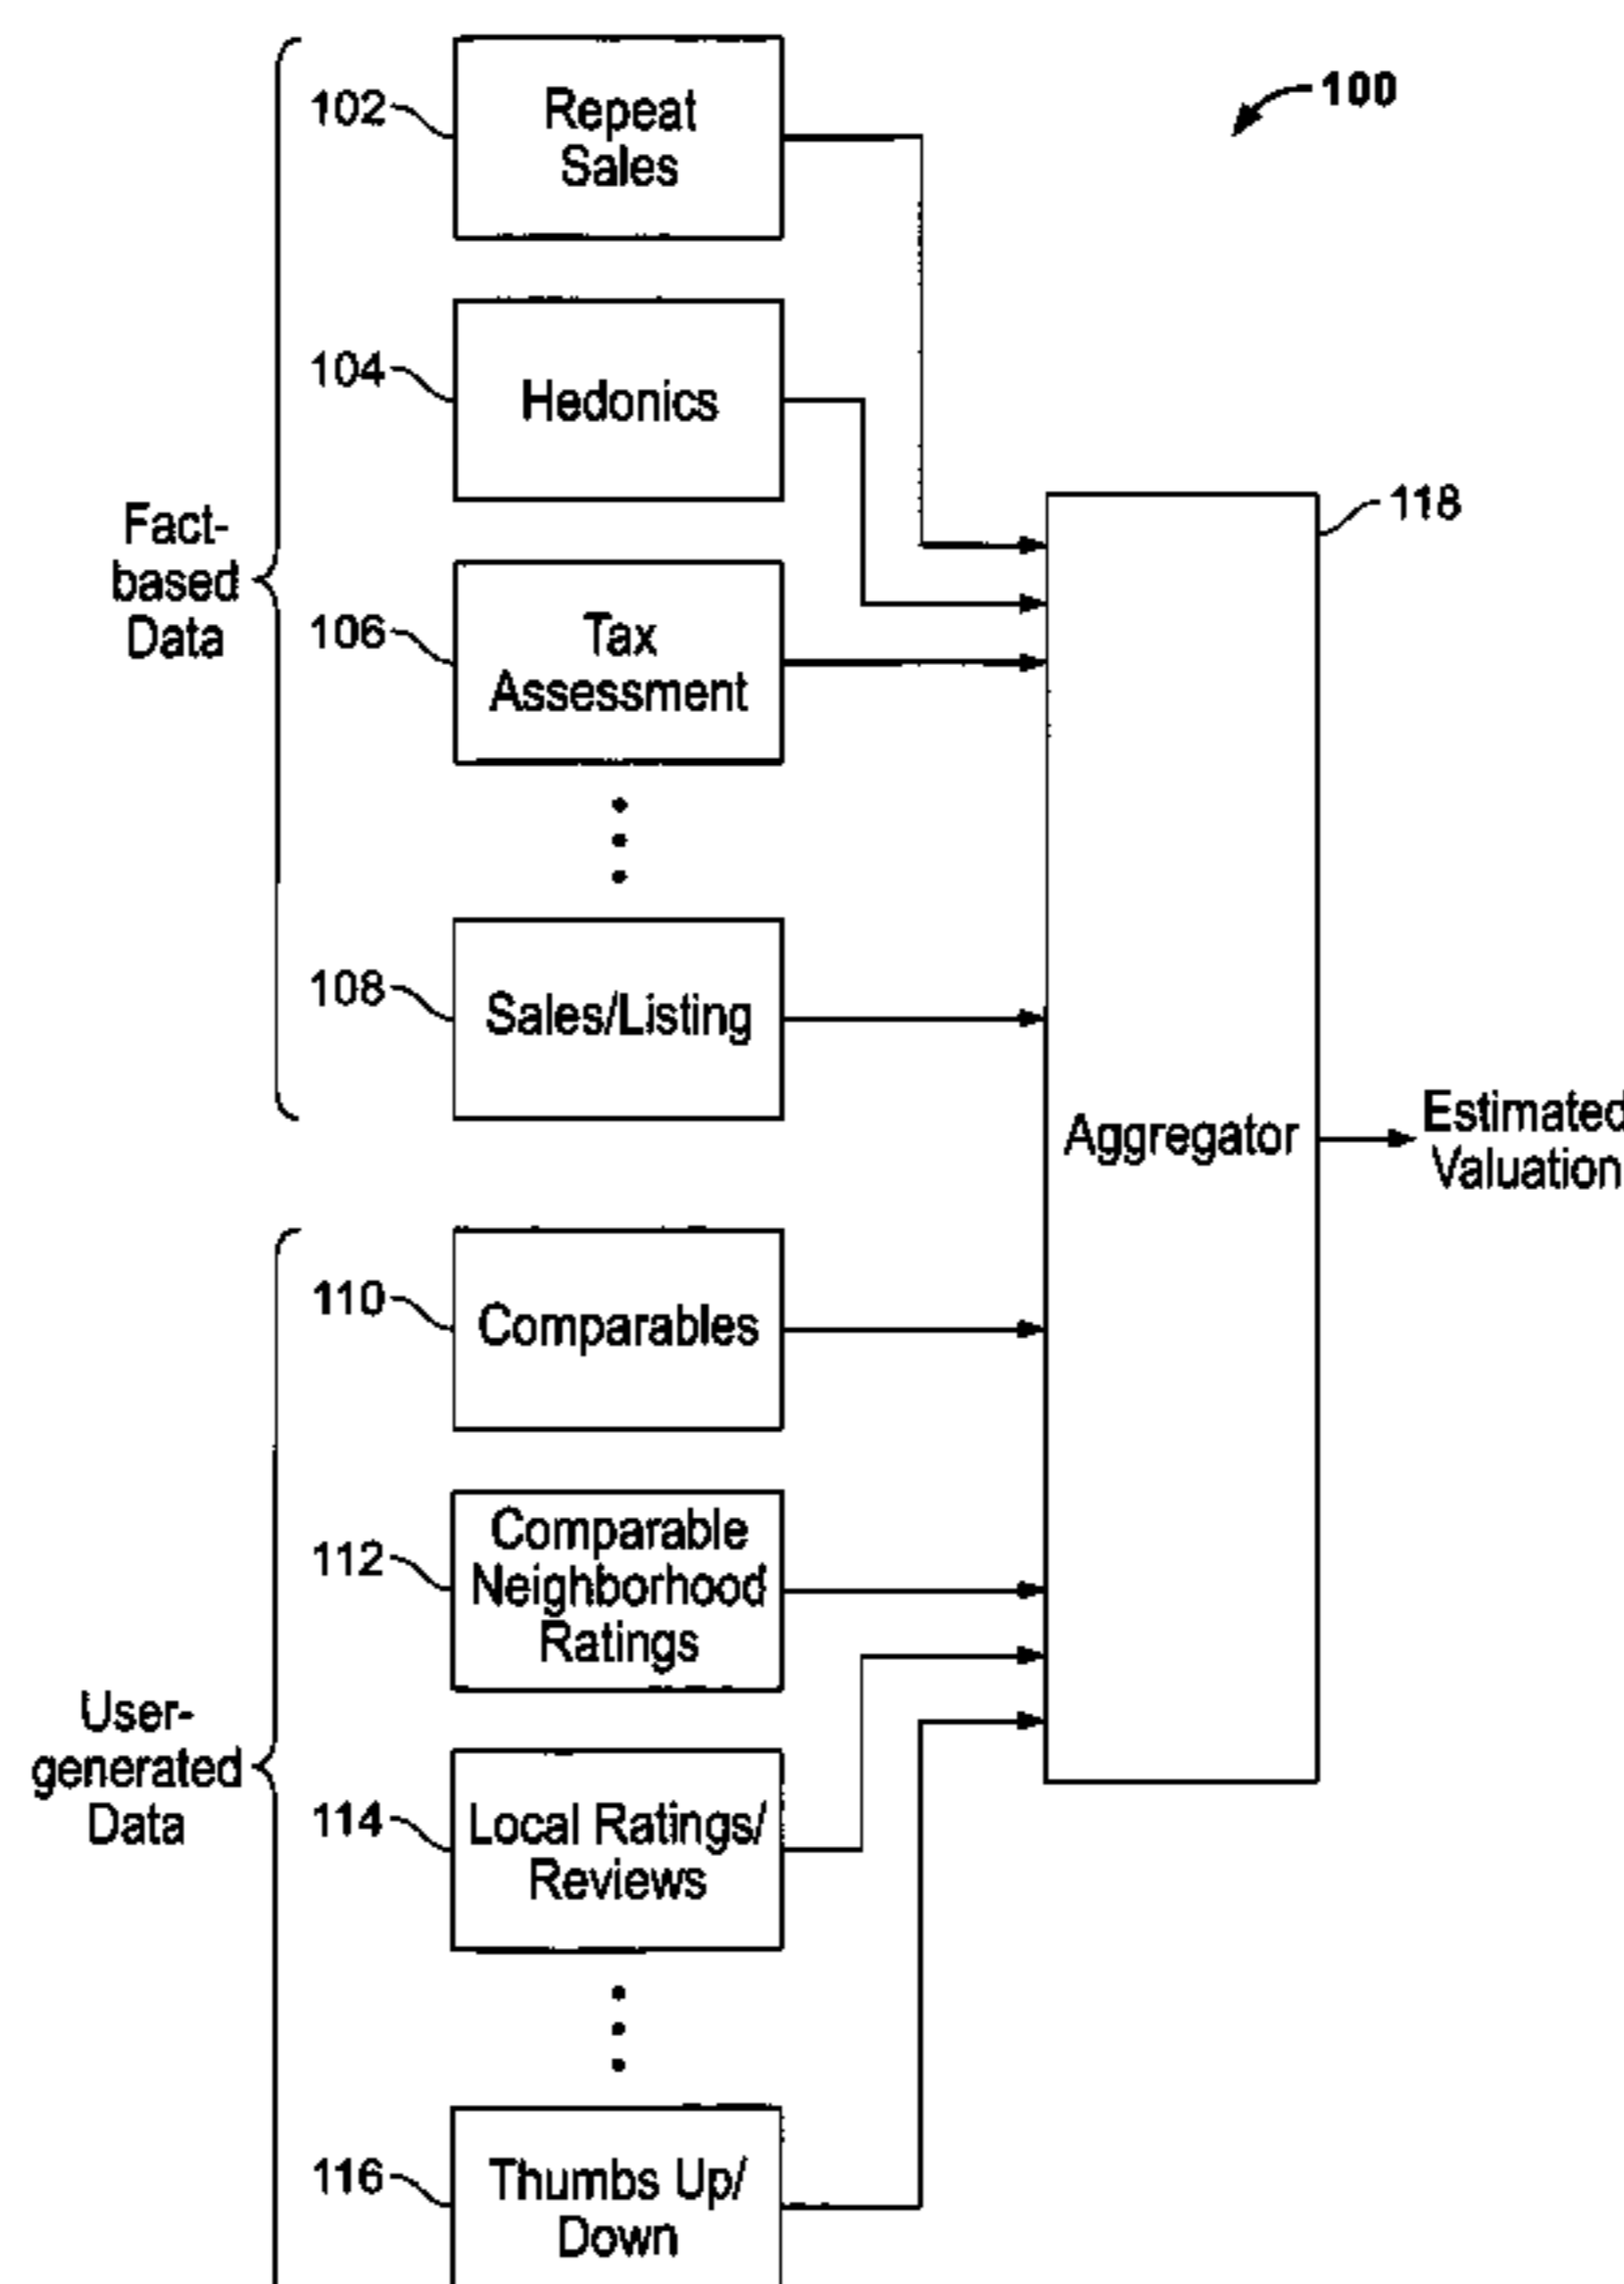 100
102
Repeat
Sales
104
Hedonics
Fact-
based
Data
106
Tax
Assessment
108
Sales/Listing
118
Aggregator
Estimated
Valuation
110
Comparables
112
Comparable
Neighborhood
Ratings
User-
generated
Data
114
Local Ratings/
Reviews
116
Thumbs Up/
Down